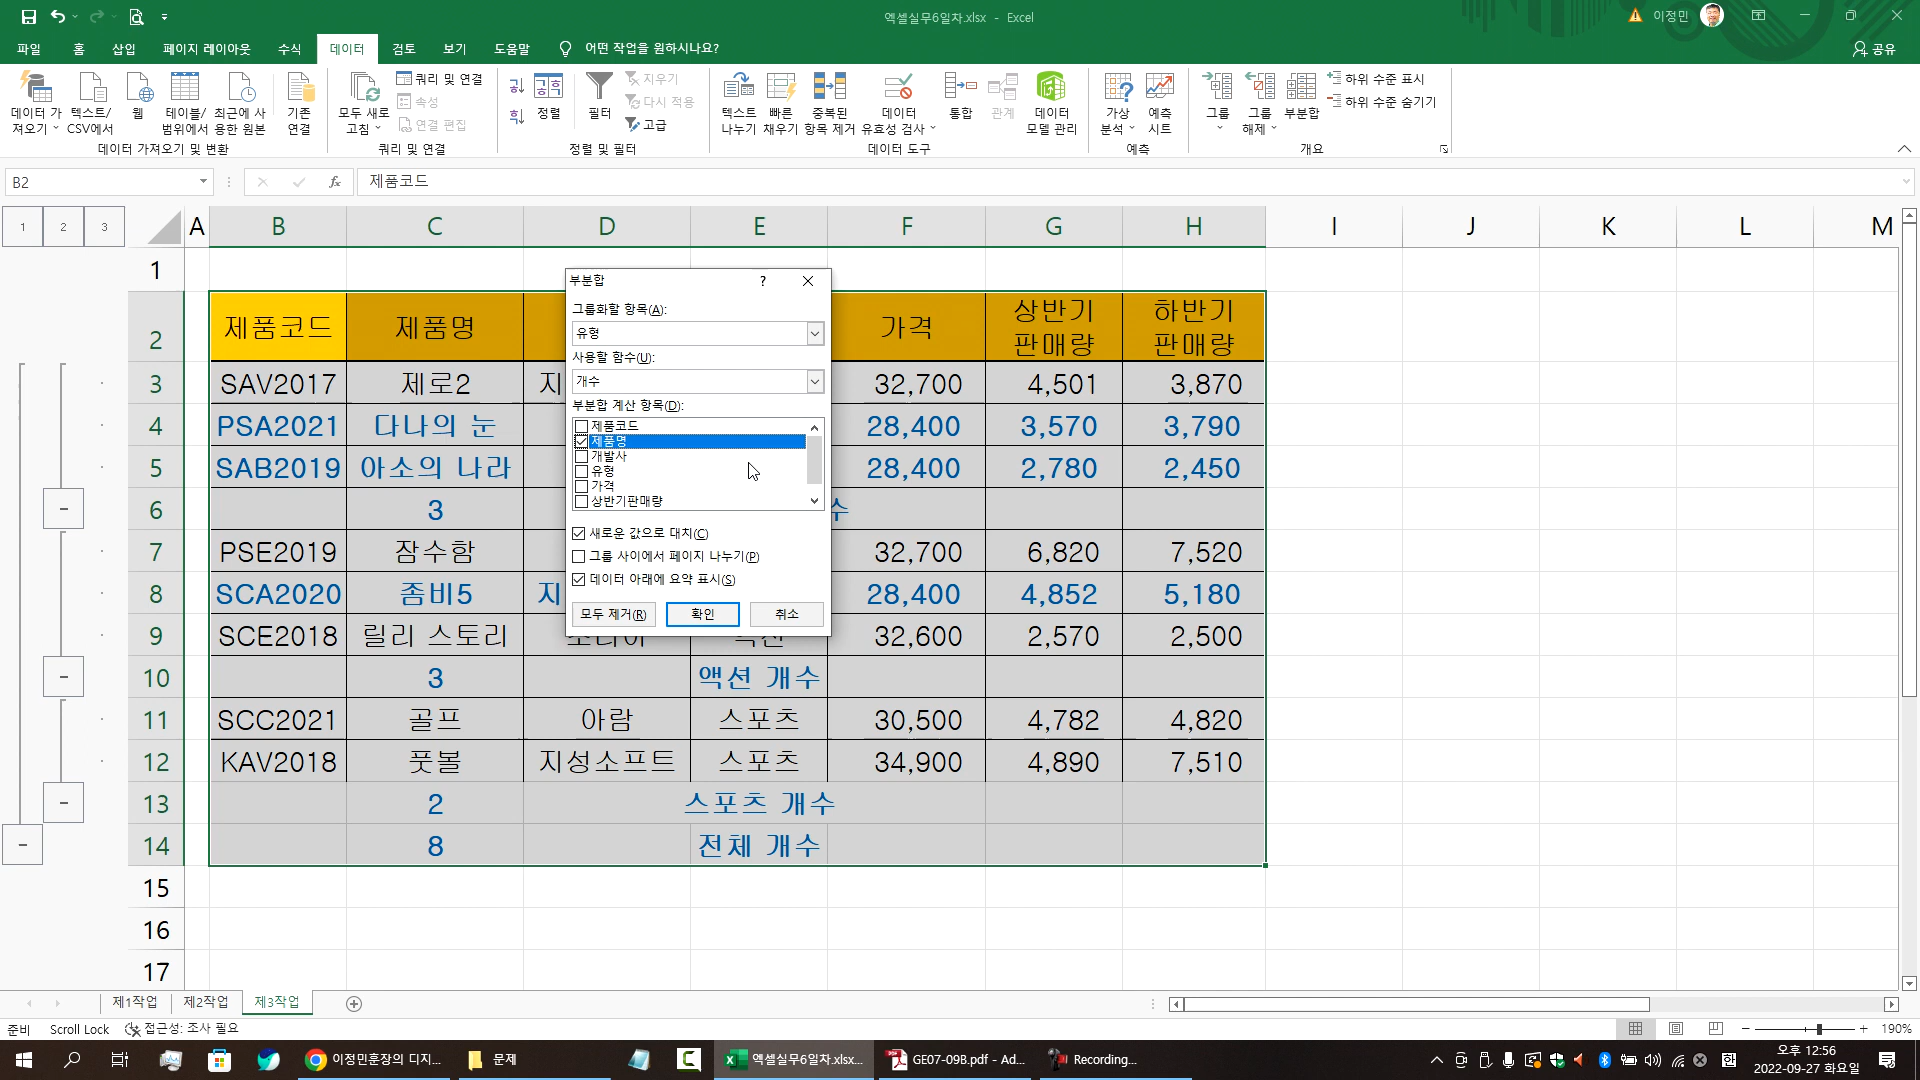 엑셀실무6일차.xlsx - Excel
이정민
파일 홈 삽입 페이지 레이아웃 수식 데이터 검토 보기 도움말 어떤 작업을 원하시나요? 공유
데이터 가져오기 텍스트/CSV에서 웹 테이블/범위에서 최근에 사용한 원본 기존 연결
데이터 가져오기 및 변환
모두 새로 고침 쿼리 및 연결 속성 연결 편집
쿼리 및 연결
정렬 필터 지우기 다시 적용 고급
정렬 및 필터
텍스트 나누기 빠른 채우기 중복된 항목 제거 데이터 유효성 검사 통합 관계 데이터 모델 관리
데이터 도구
가상 분석 예측 시트
예측
그룹 그룹 해제 부분합 하위 수준 표시 하위 수준 숨기기
개요
B2 fx 제품코드
1 2 3 A B C D E F G H I J K L M
1
2 제품코드 제품명 가격 상반기 판매량 하반기 판매량
3 SAV2017 제로2 지 32,700 4,501 3,870
4 PSA2021 다나의 눈 28,400 3,570 3,790
5 SAB2019 아소의 나라 28,400 2,780 2,450
6 3 수
7 PSE2019 잠수함 32,700 6,820 7,520
8 SCA2020 좀비5 지 28,400 4,852 5,180
9 SCE2018 릴리 스토리 32,600 2,570 2,500
10 3 액션 개수
11 SCC2021 골프 아람 스포츠 30,500 4,782 4,820
12 KAV2018 풋볼 지성소프트 스포츠 34,900 4,890 7,510
13 2 스포츠 개수
14 8 전체 개수
15
16
17
부분합 ?
그룹화할 항목(A):
유형
사용할 함수(U):
개수
부분합 계산 항목(D):
제품코드
제품명
개발사
유형
가격
상반기판매량
새로운 값으로 대치(C)
그룹 사이에서 페이지 나누기(P)
데이터 아래에 요약 표시(S)
모두 제거(R) 확인 취소
제1작업 제2작업 제3작업
준비 Scroll Lock 접근성: 조사 필요 190%
이정민훈장의 디지... 문제 엑셀실무6일차.xlsx... GE07-09B.pdf - Ad... Recording...
한
오후 12:56
2022-09-27 화요일